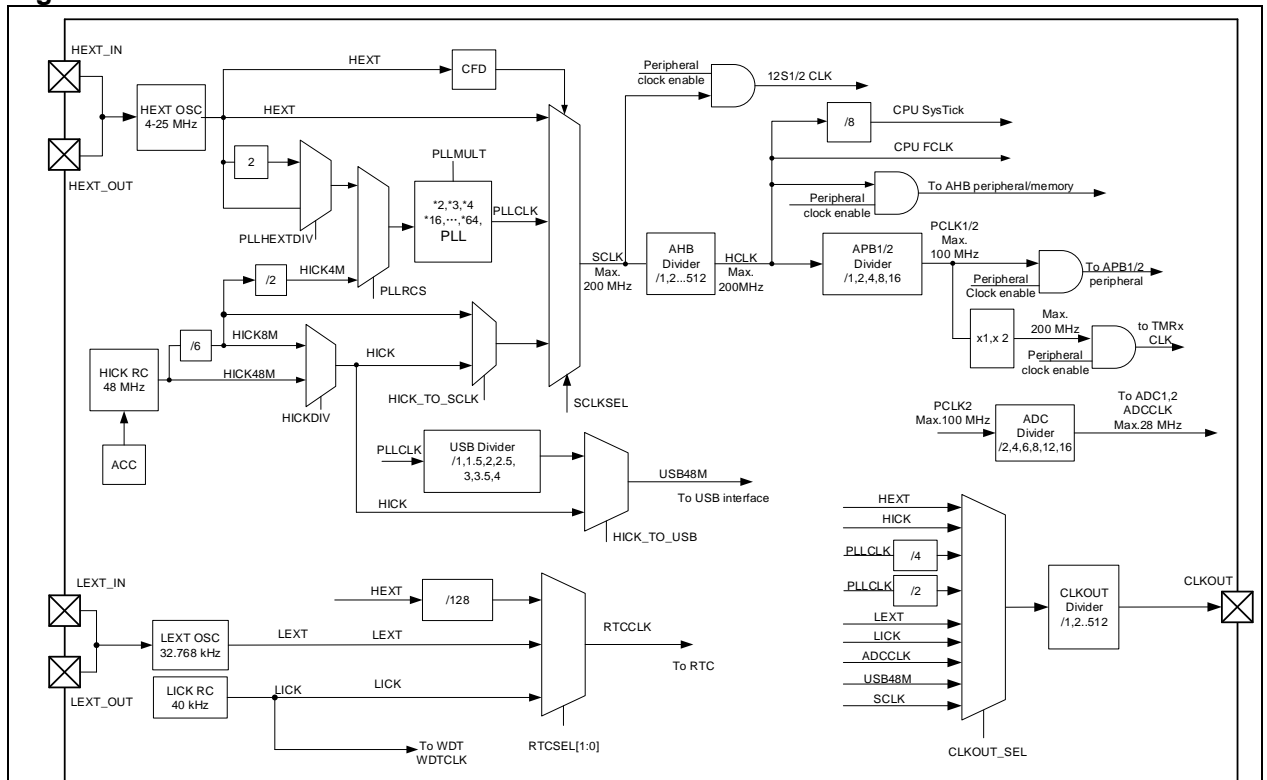 HEXT_IN
HEXT_OUT
HEXT OSC
4-25 MHz
HEXT
CFD
HEXT
2
PLLHEXTDIV
PLLRCS
PLLMULT
*2,*3,*4
*16,···,*64,
PLL
PLLCLK
/2
HICK4M
HICK RC
48 MHz
ACC
/6
HICK8M
HICK48M
HICKDIV
HICK
HICK_TO_SCLK
SCLKSEL
SCLK
Max.
200 MHz
Peripheral
clock enable
12S1/2 CLK
AHB
Divider
/1,2...512
HCLK
Max.
200MHz
/8
CPU SysTick
CPU FCLK
Peripheral
clock enable
To AHB peripheral/memory
APB1/2
Divider
/1,2,4,8,16
PCLK1/2
Max.
100 MHz
Peripheral
Clock enable
To APB1/2
peripheral
x1,x 2
Max.
200 MHz
Peripheral
clock enable
to TMRx
CLK
PCLK2
Max.100 MHz
ADC
Divider
/2,4,6,8,12,16
To ADC1,2
ADCCLK
Max.28 MHz
PLLCLK
USB Divider
/1,1.5,2,2.5,
3,3.5,4
HICK
USB48M
To USB interface
HICK_TO_USB
LEXT_IN
LEXT_OUT
LEXT OSC
32.768 kHz
LICK RC
40 kHz
HEXT
/128
LEXT
LEXT
LICK
LICK
RTCCLK
To RTC
RTCSEL[1:0]
To WDT
WDTCLK
HEXT
HICK
PLLCLK
/4
PLLCLK
/2
LEXT
LICK
ADCCLK
USB48M
SCLK
CLKOUT_SEL
CLKOUT
Divider
/1,2..512
CLKOUT